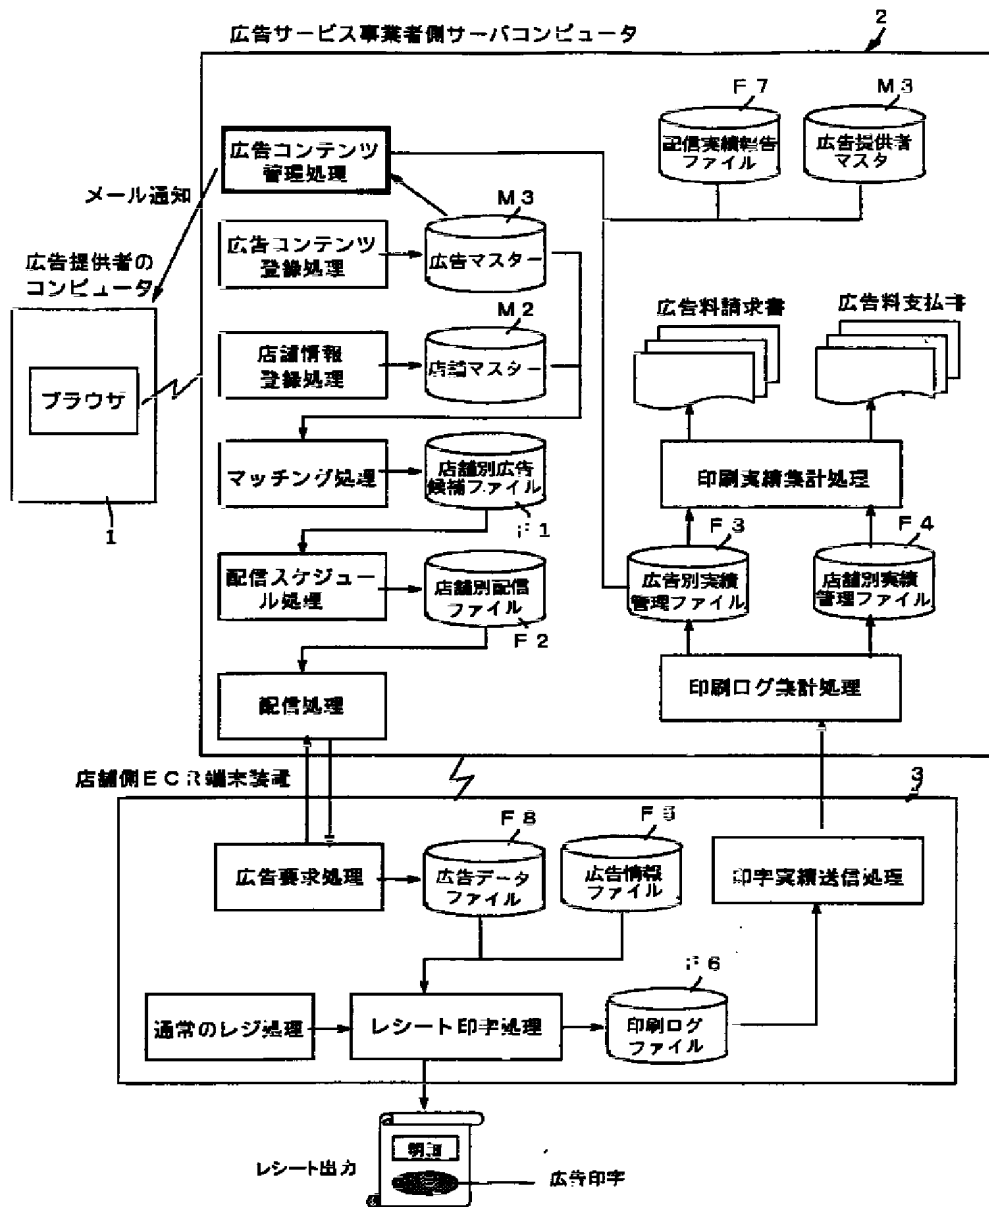 広告サービス事業者側サーバコンピュータ
2
F7
M3
配信実績報告
ファイル
広告提供者
マスタ
広告コンテンツ
管理処理
メール通知
M3
広告コンテンツ
登録処理
広告マスター
広告提供者の
コンピュータ
M2
店舗情報
登録処理
店舗マスター
広告料請求書
広告料支払書
ブラウザ
1
マッチング処理
店舗別広告
候補ファイル
F1
印刷実績集計処理
F3
F4
配信スケジュー
ル処理
店舗別配信
ファイル
F2
広告別実績
管理ファイル
店舗別実績
管理ファイル
配信処理
印刷ログ集計処理
店舗側ECR端末装置
3
F8
F5
広告要求処理
広告データ
ファイル
広告情報
ファイル
印字実績送信処理
F6
通常のレジ処理
レシート印字処理
印刷ログ
ファイル
レシート出力
明細
広告印字